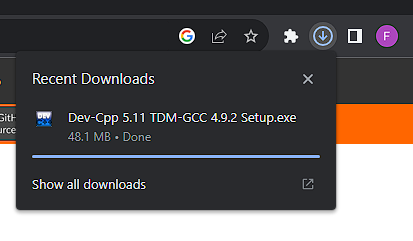 F
Recent Downloads
Dev-Cpp 5.11 TDM-GCC 4.9.2 Setup.exe
48.1 MB • Done
Show all downloads